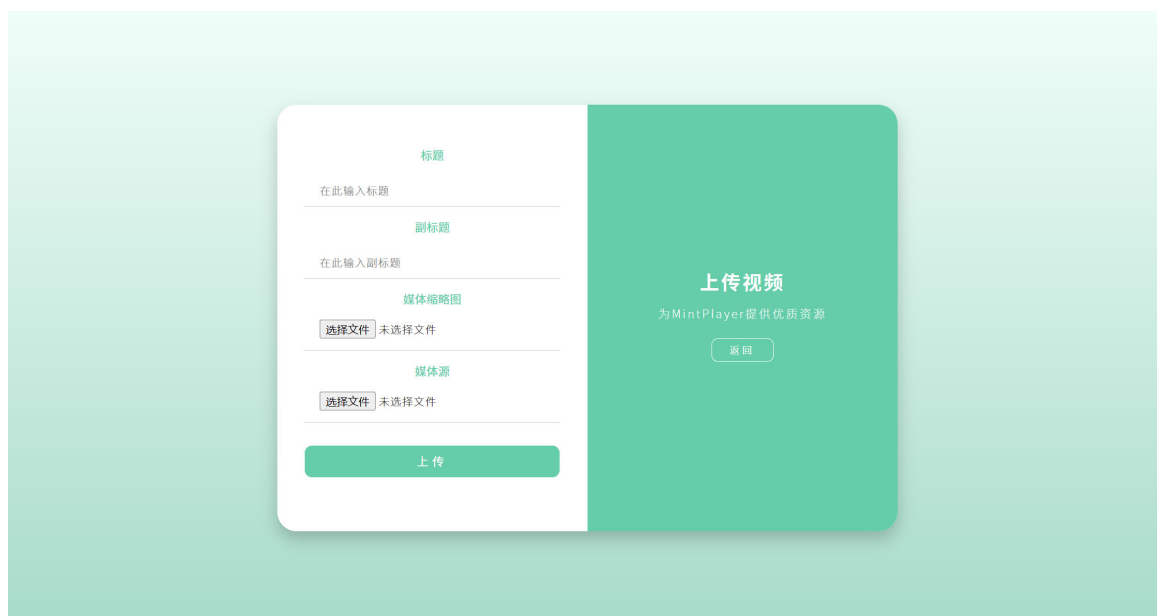 标题
在此输入标题
副标题
在此输入副标题
媒体缩略图
选择文件 未选择文件
媒体源
选择文件 未选择文件
上传
上传视频
为MintPlayer提供优质资源
返回